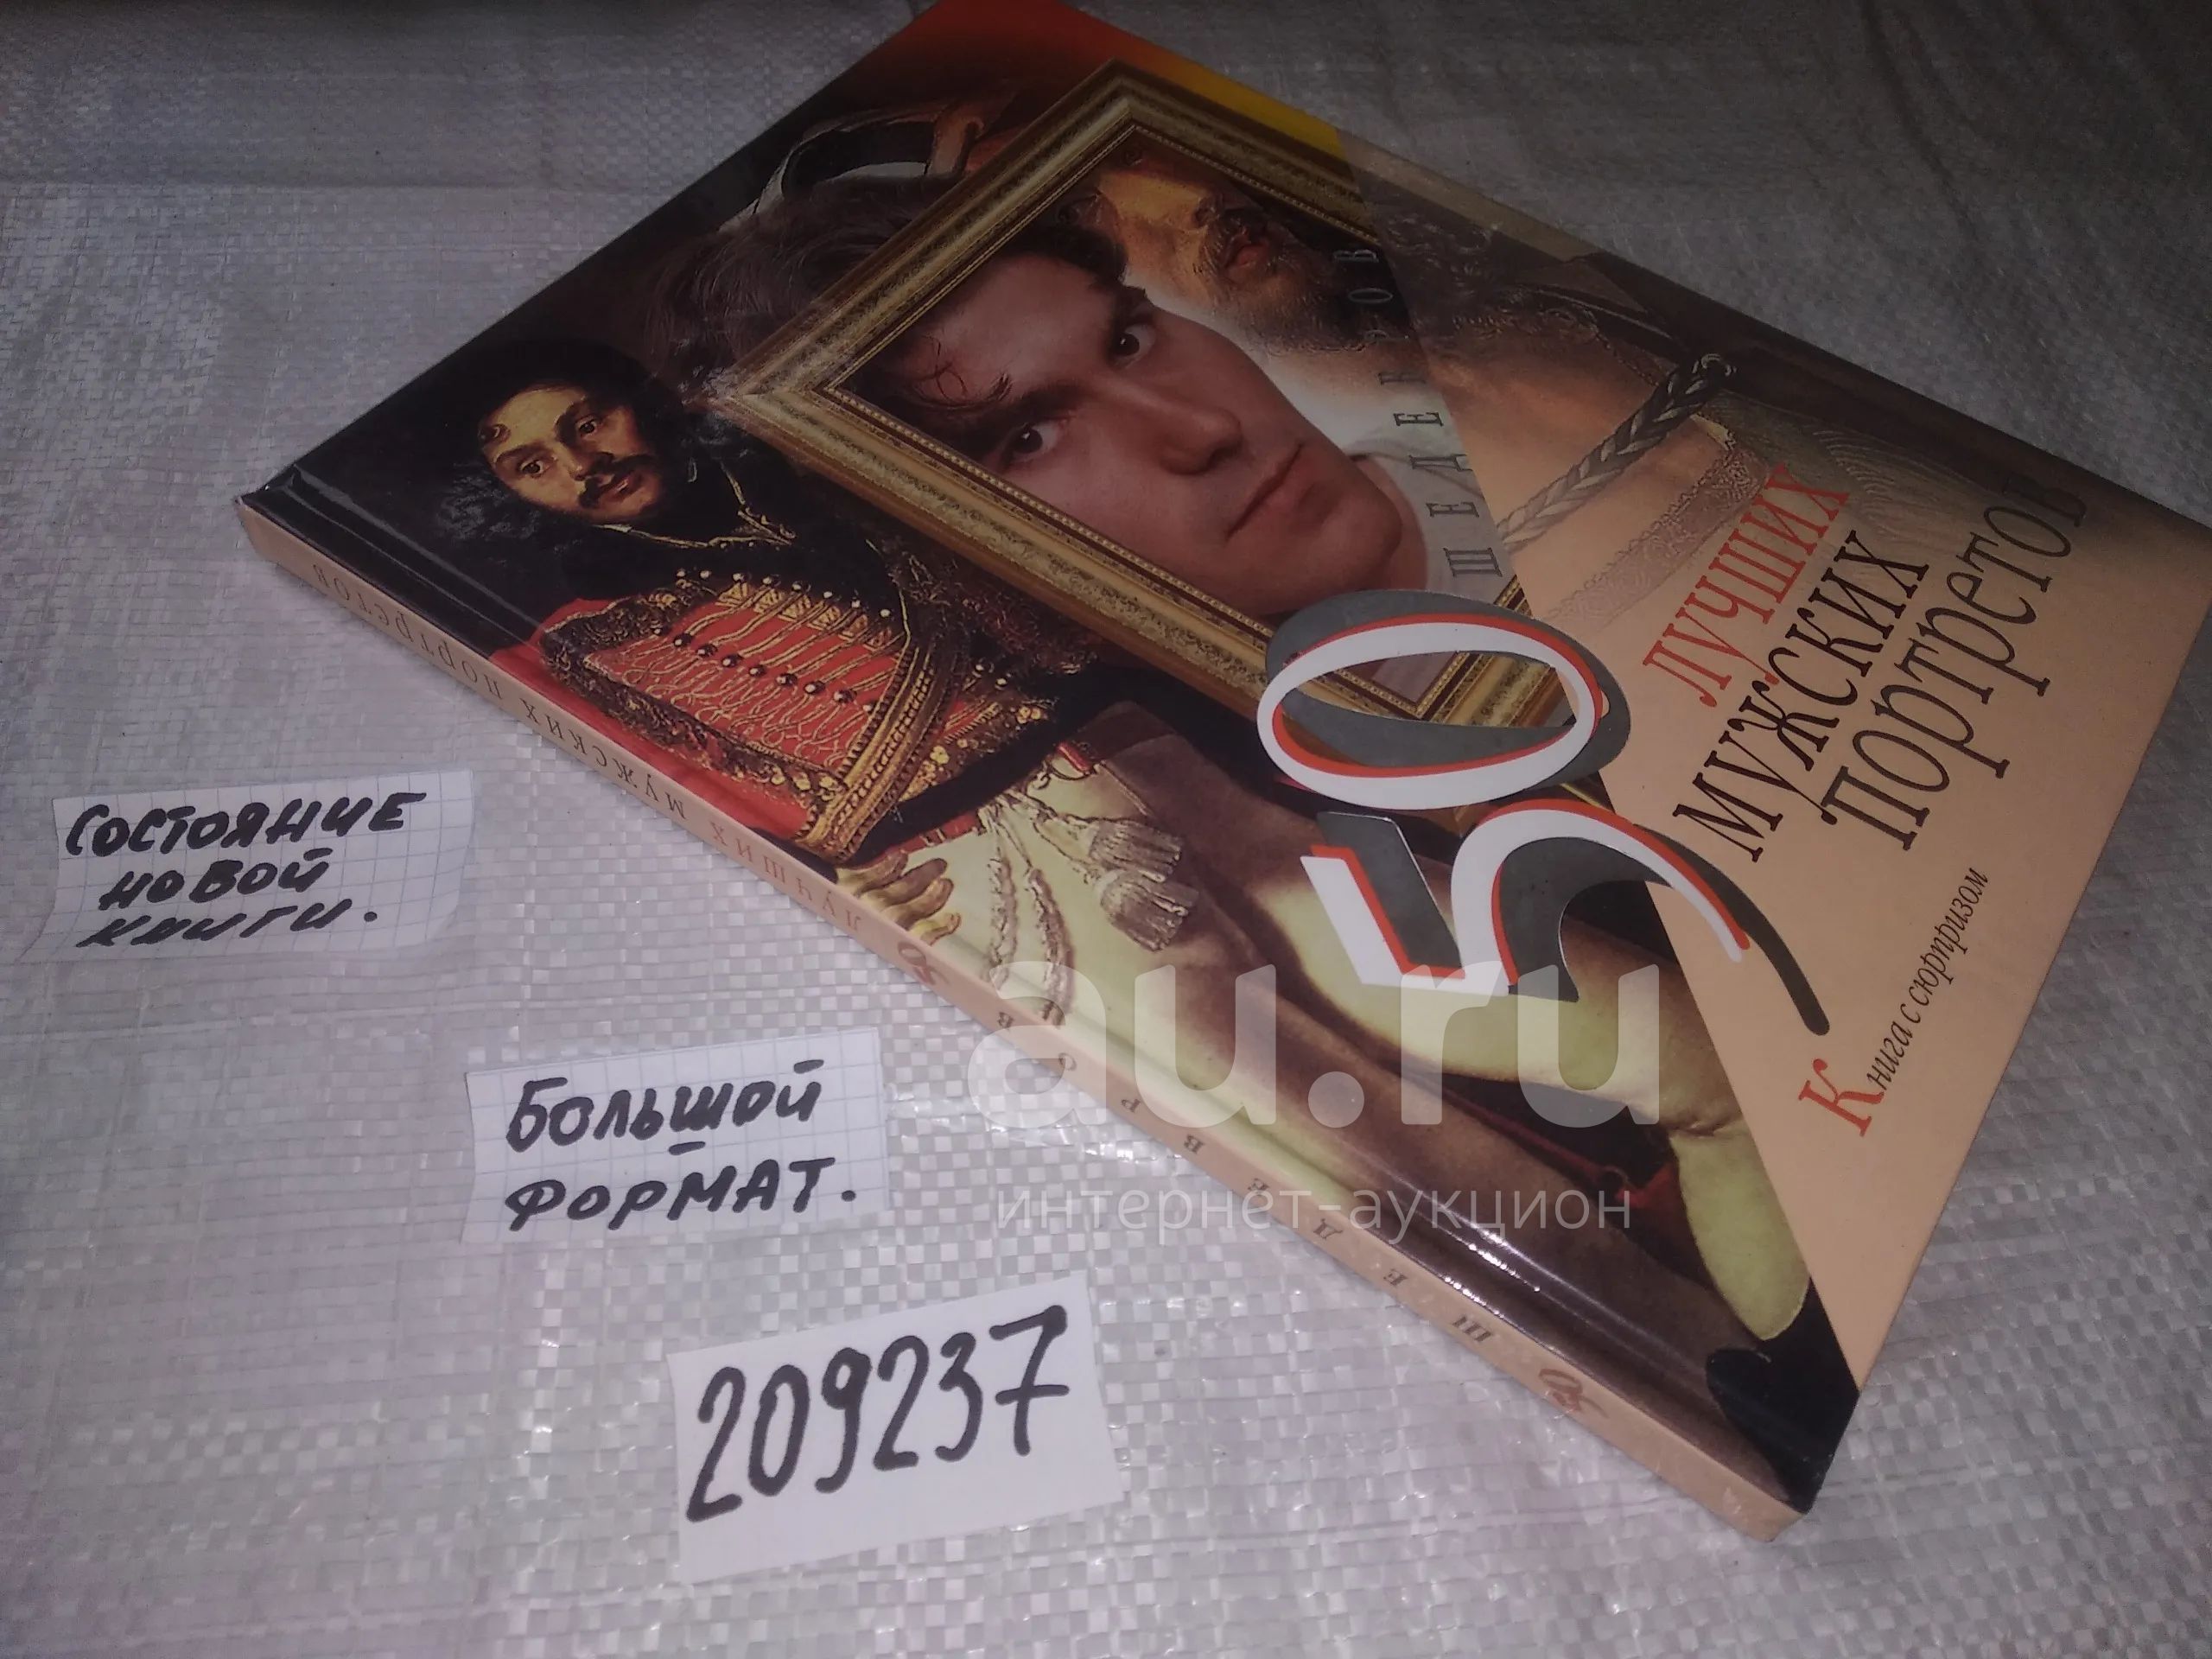 ШЕДЕВРОВ
50
ЛУЧШИХ
МУЖСКИХ
ПОРТРЕТОВ
Книга с сюрпризом
50 ШЕДЕВРОВ 50 ЛУЧШИХ МУЖСКИХ ПОРТРЕТОВ
СОСТОЯНИЕ
НОВОЙ
КНИГИ.
БОЛЬШОЙ
ФОРМАТ.
209237
au.ru
интернет-аукцион